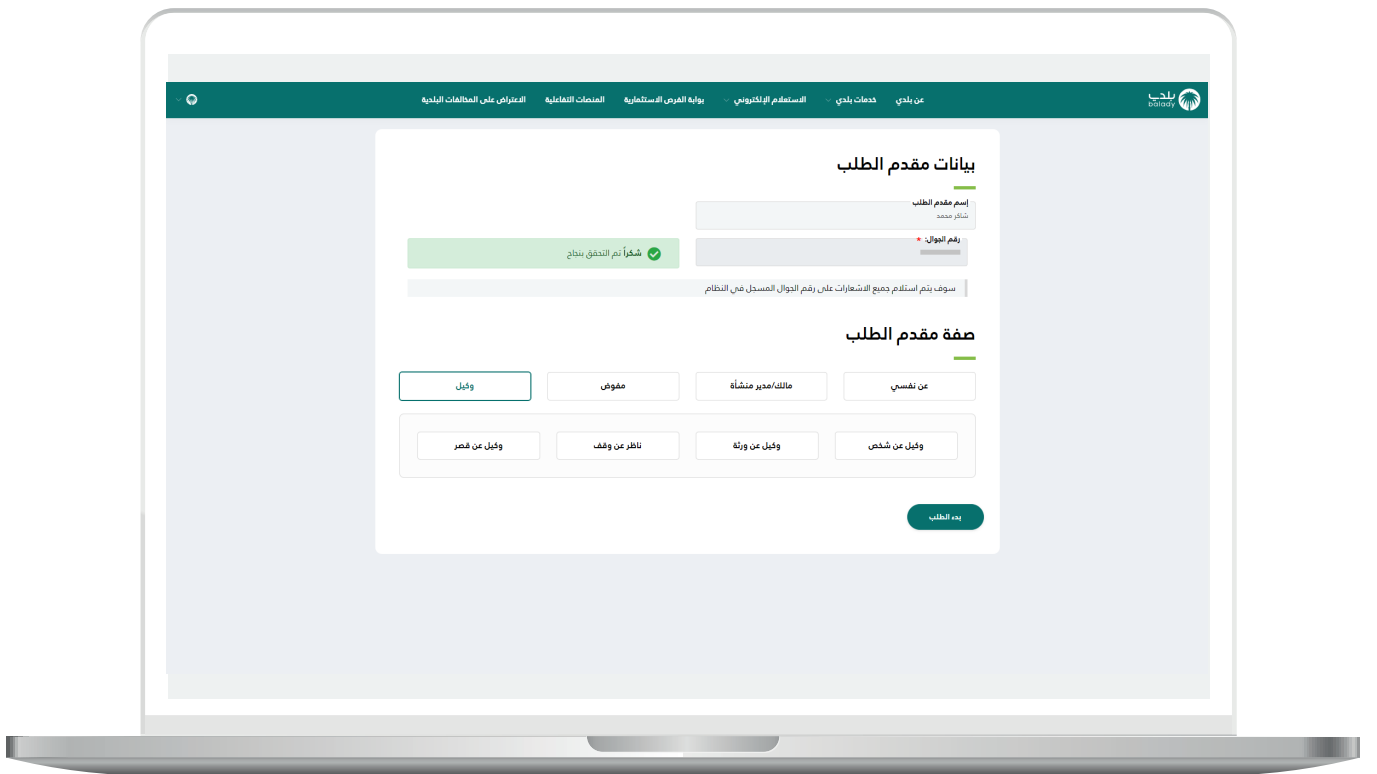 بلدي
balady
عن بلدي خدمات بلدي الاستعلام الإلكتروني بوابة الفرص الاستثمارية المنصات التفاعلية الاعتراض على المخالفات البلدية
بيانات مقدم الطلب
إسم مقدم الطلب
شاكر محمد
رقم الجوال: *
شكراً تم التحقق بنجاح
سوف يتم استلام جميع الاشعارات على رقم الجوال المسجل في النظام
صفة مقدم الطلب
عن نفسي مالك/مدير منشأة مفوض وكيل
وكيل عن شخص وكيل عن ورثة ناظر عن وقف وكيل عن قصر
بدء الطلب